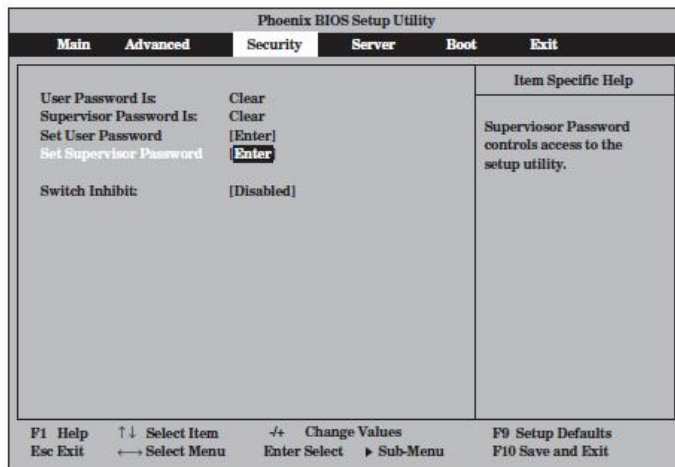 Phoenix BIOS Setup Utility
Main Advanced Security Server Boot Exit
User Password Is: Clear
Supervisor Password Is: Clear
Set User Password [Enter]
Set Supervisor Password [Enter]
Switch Inhibit: [Disabled]
Item Specific Help
Superviosor Password
controls access to the
setup utility.
F1 Help ↑↓ Select Item -/+ Change Values F9 Setup Defaults
Esc Exit ←→ Select Menu Enter Select ▶ Sub-Menu F10 Save and Exit